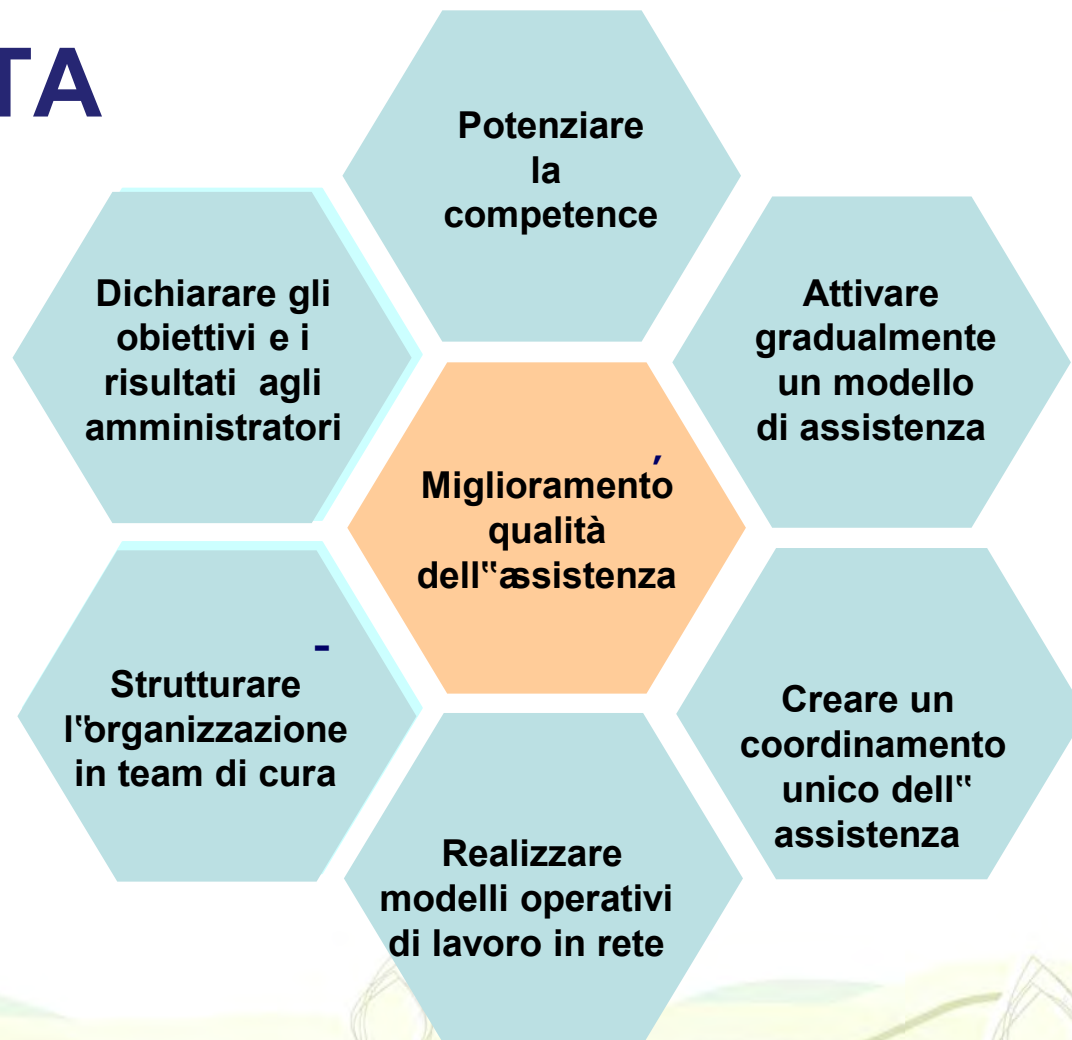 TA
Potenziare
la
competence
Dichiarare gli
obiettivi e i
risultati agli
amministratori
Attivare
gradualmente
un modello
di assistenza
Miglioramento
qualità
dell‟assistenza
Strutturare
l‟organizzazione
in team di cura
Creare un
coordinamento
unico dell‟
assistenza
Realizzare
modelli operativi
di lavoro in rete